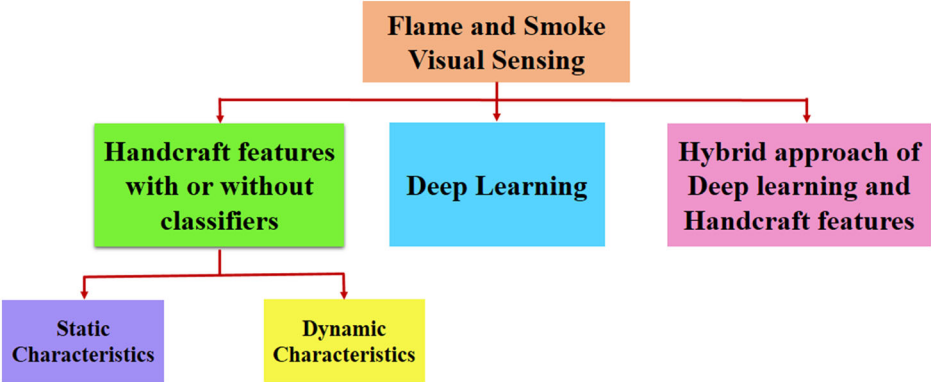 Flame and Smoke
Visual Sensing
Handcraft features
with or without
classifiers
Deep Learning
Hybrid approach of
Deep learning and
Handcraft features
Static
Characteristics
Dynamic
Characteristics